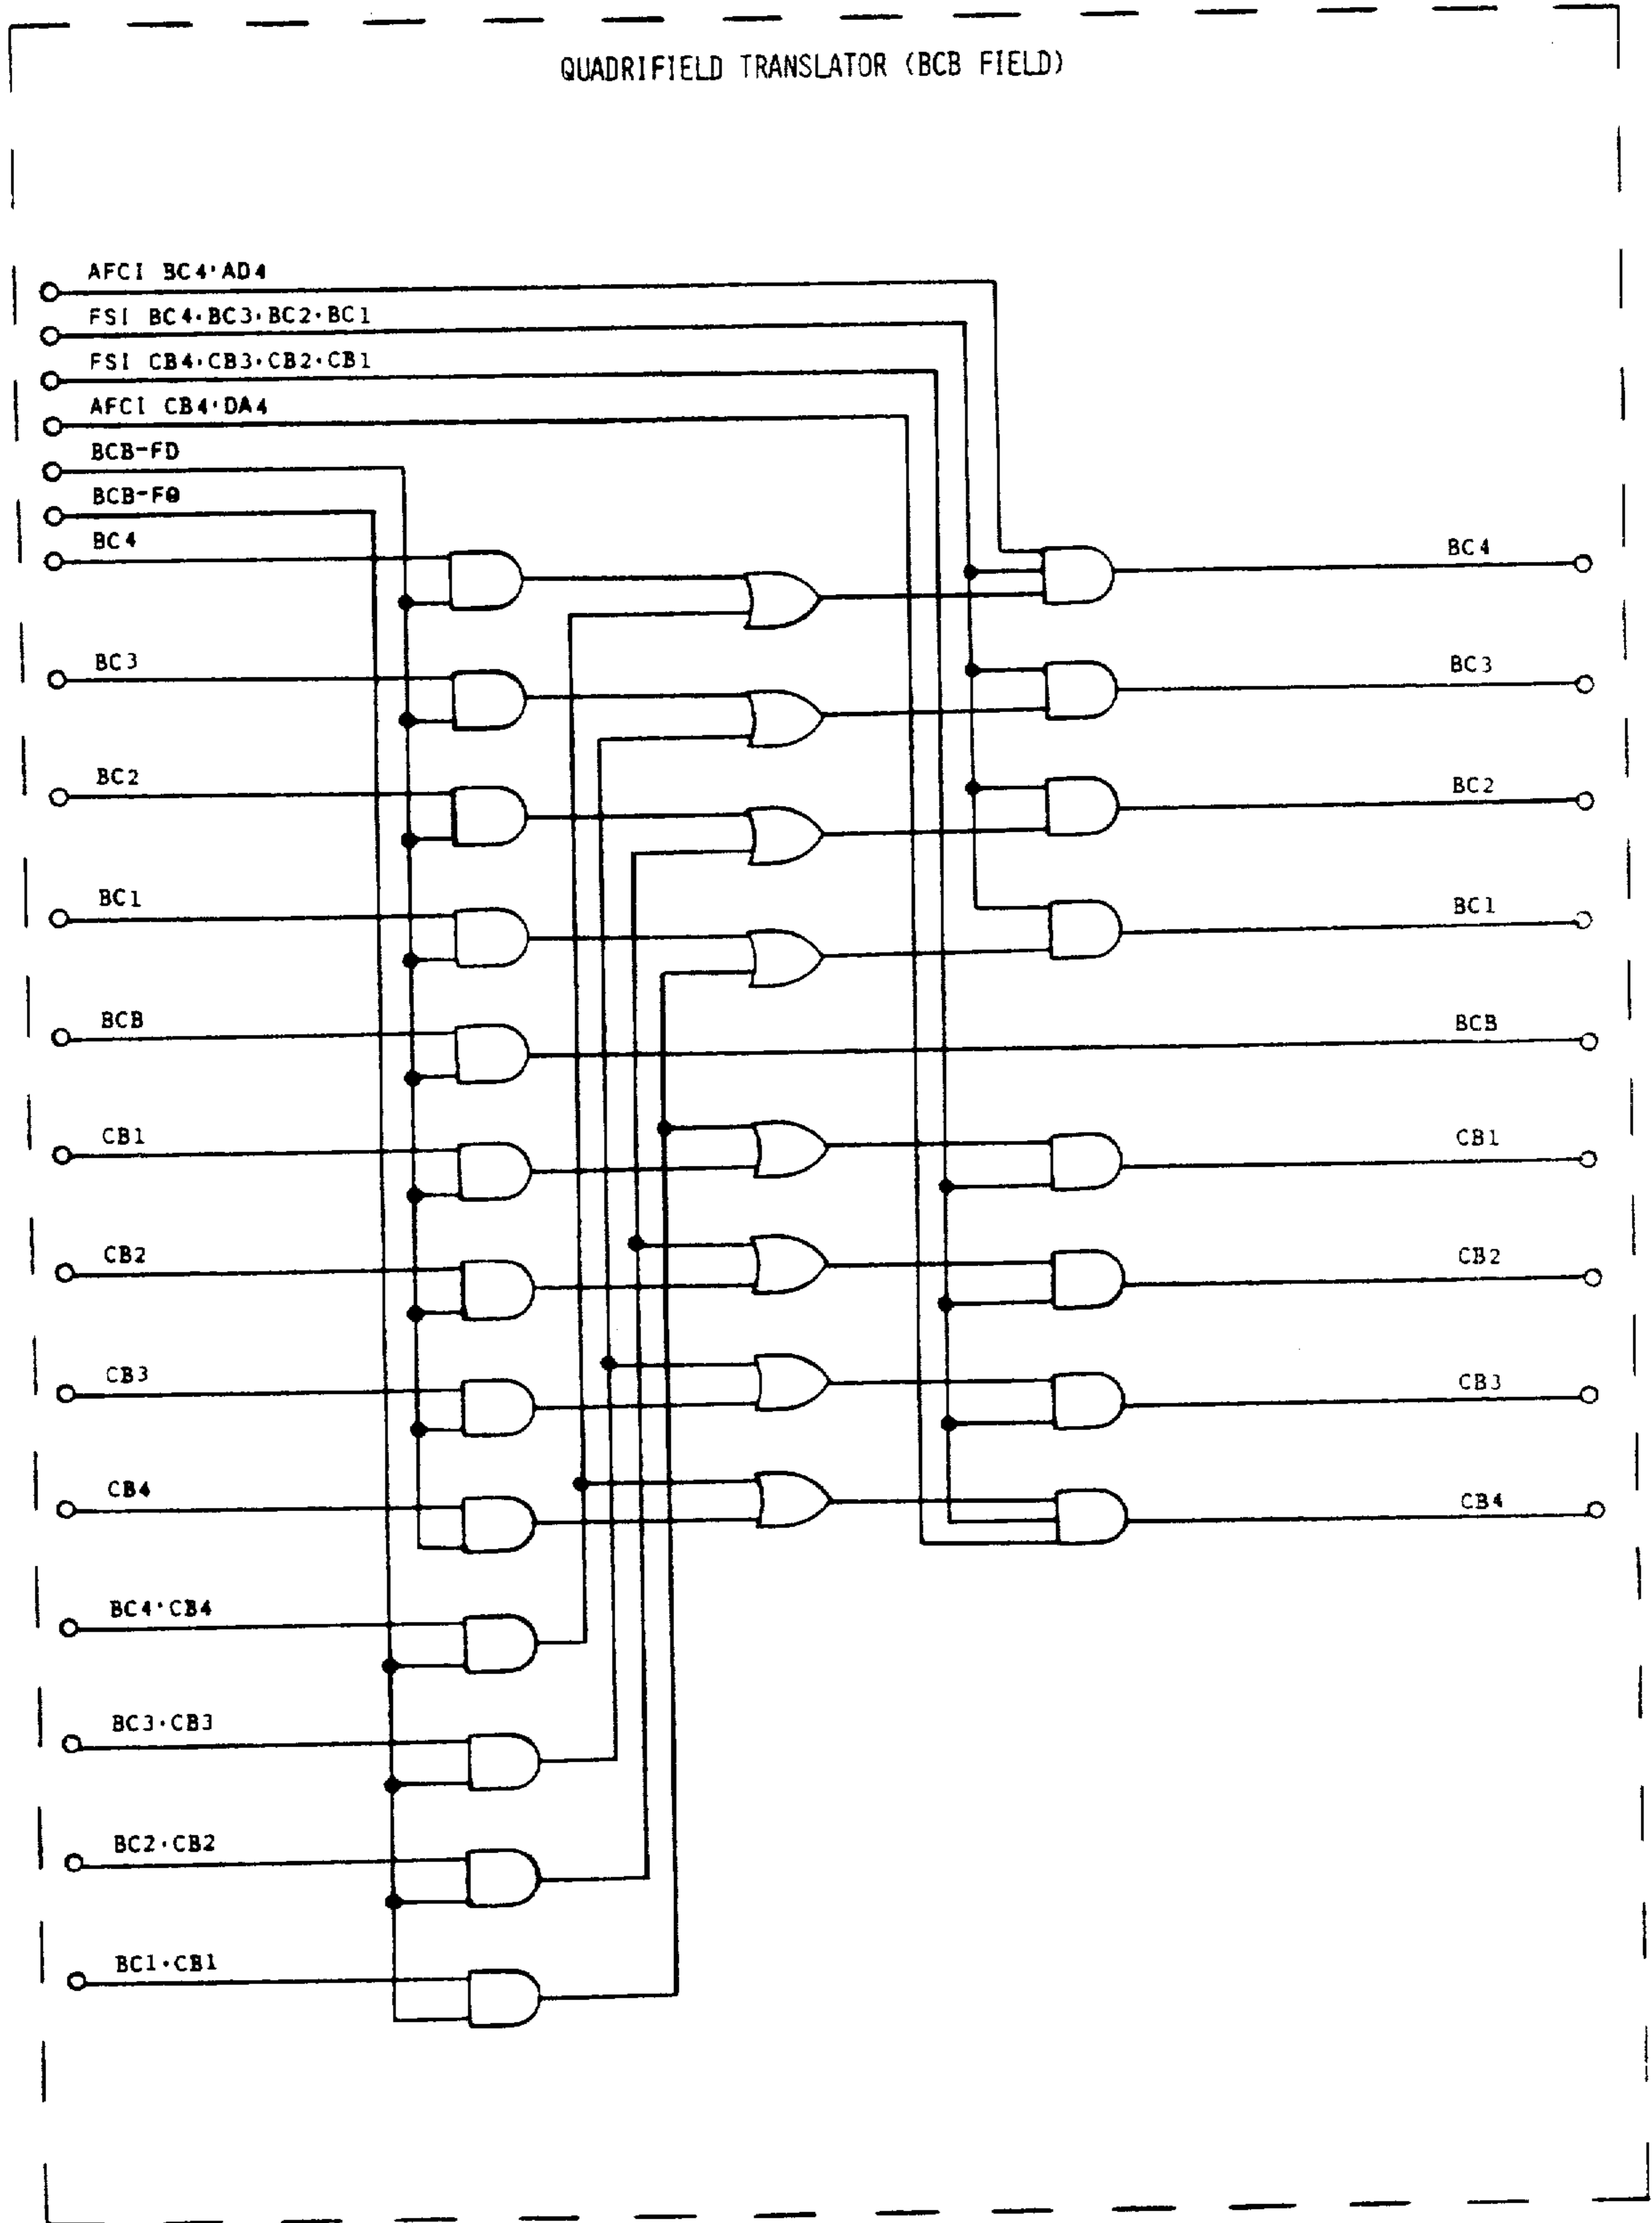 QUADRIFIELD TRANSLATOR (BCB FIELD)
AFCI BC4·AD4
FSI BC4·BC3·BC2·BC1
FSI CB4·CB3·CB2·CB1
AFCI CB4·DA4
BCB-FD
BCB-FQ
BC4
BC4
BC3
BC3
BC2
BC2
BC1
BC1
BCB
BCB
CB1
CB1
CB2
CB2
CB3
CB3
CB4
CB4
BC4·CB4
BC3·CB3
BC2·CB2
BC1·CB1